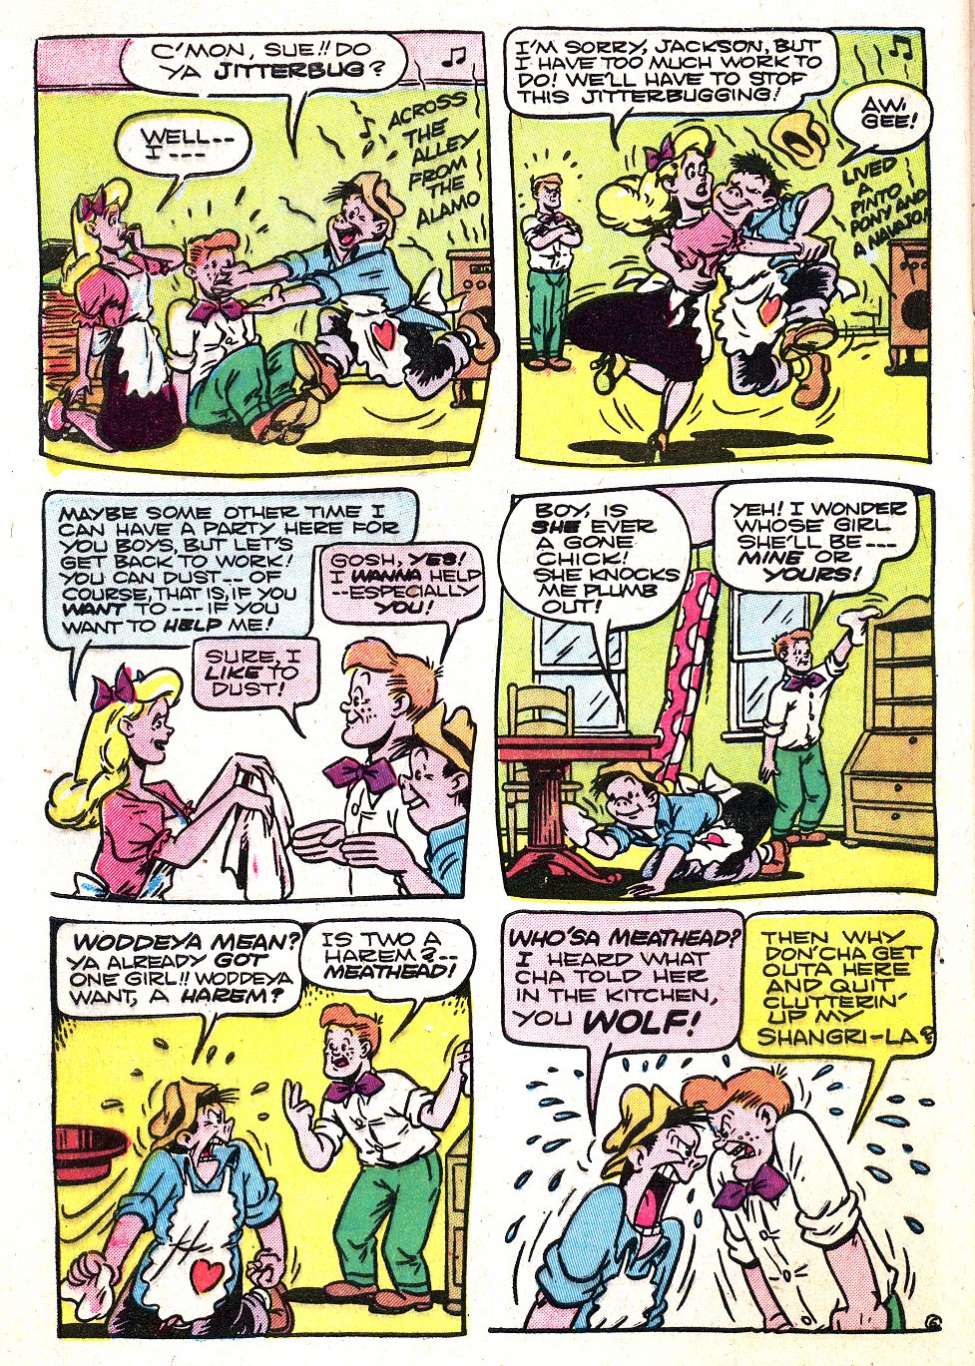 C'MON, SUE!! DO
YA JITTERBUG?
WELL--
I ---
ACROSS
THE
ALLEY
FROM
THE
ALAMO
I'M SORRY, JACKSON, BUT
I HAVE TOO MUCH WORK TO
DO! WE'LL HAVE TO STOP
THIS JITTERBUGGING!
AW,
GEE!
LIVED
A
PINTO
PONY AND
A NAVAJO!
MAYBE SOME OTHER TIME I
CAN HAVE A PARTY HERE FOR
YOU BOYS, BUT LET'S
GET BACK TO WORK!
YOU CAN DUST -- OF
COURSE, THAT IS, IF YOU
WANT TO --- IF YOU
WANT TO HELP ME!
SURE, I
LIKE TO
DUST!
GOSH, YES!
I WANNA HELP
--ESPECIALLY
YOU!
BOY, IS
SHE EVER
A GONE
CHICK!
SHE KNOCKS
ME PLUMB
OUT!
YEH! I WONDER
WHOSE GIRL
SHE'LL BE---
MINE OR
YOURS!
WODDEYA MEAN?
YA ALREADY GOT
ONE GIRL!! WODDEYA
WANT, A HAREM?
IS TWO A
HAREM?--
MEATHEAD!
WHO'SA MEATHEAD?
I HEARD WHAT
CHA TOLD HER
IN THE KITCHEN,
YOU WOLF!
THEN WHY
DON'CHA GET
OUTA HERE
AND QUIT
CLUTTERIN'
UP MY
SHANGRI-LA?
6